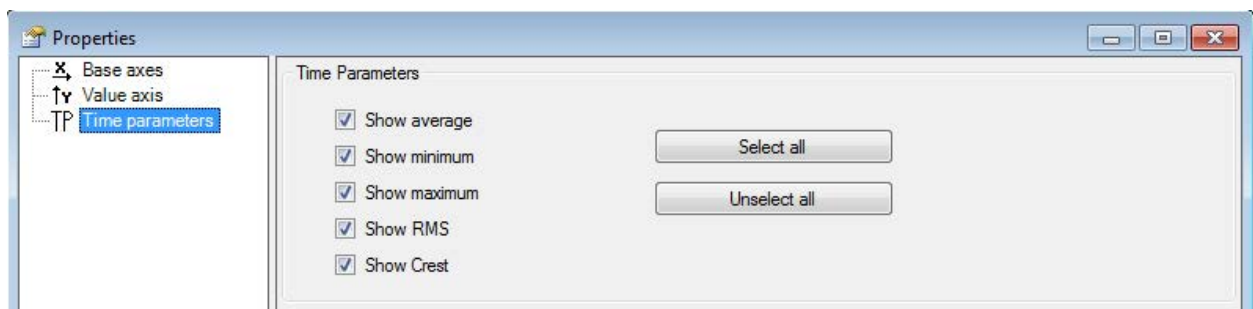 Properties
X Base axes
Y Value axis
TP Time parameters
Time Parameters
Show average
Show minimum
Show maximum
Show RMS
Show Crest
Select all
Unselect all